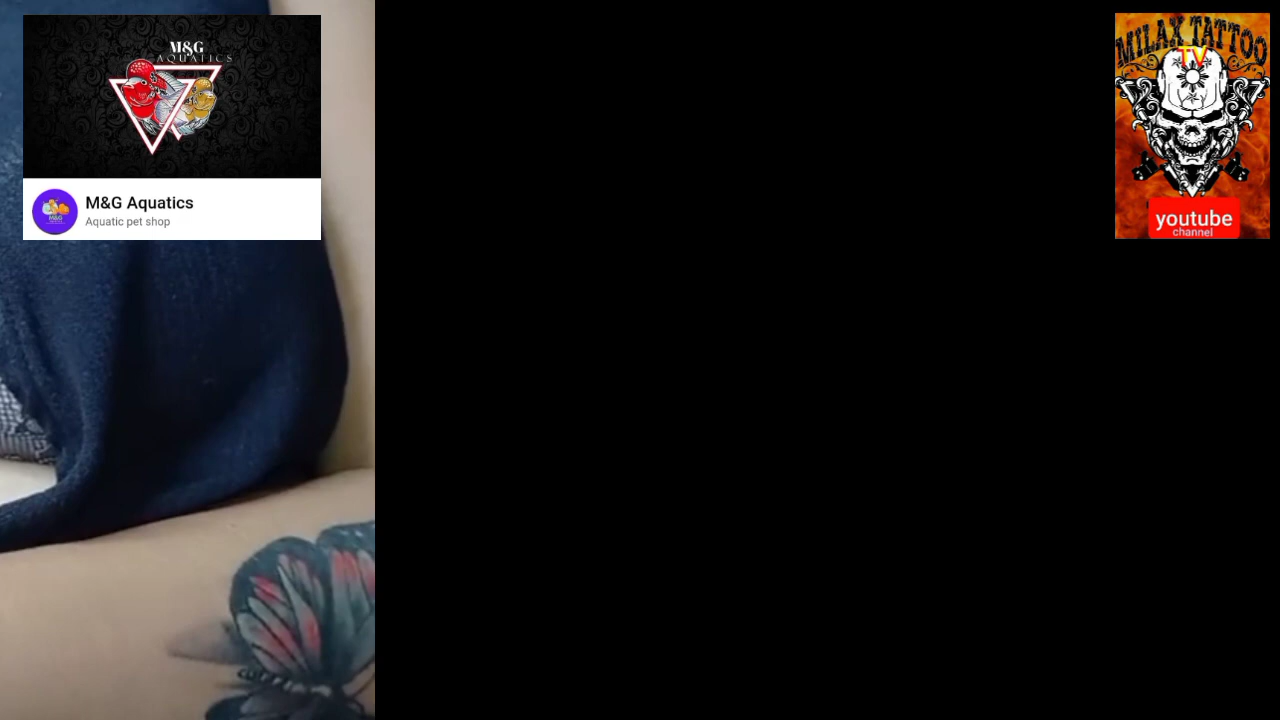 M&G
AQUATICS
M&G Aquatics
Aquatic pet shop
MILAX TATTOO
TV
youtube
channel